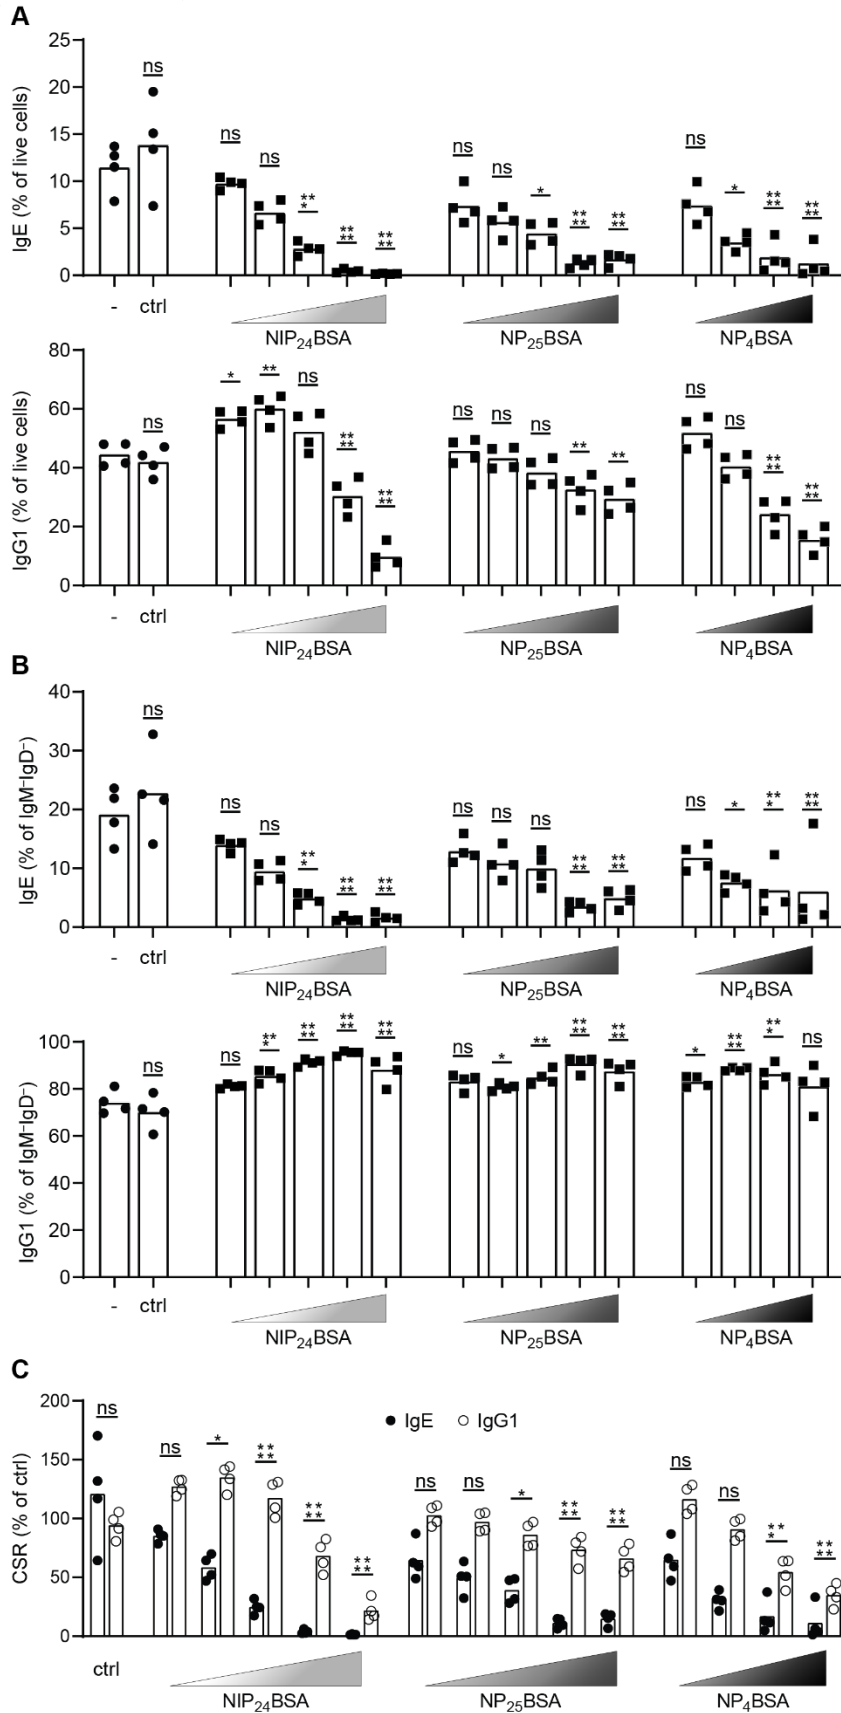 A
IgE (% of live cells)
25
20
15
10
5
0
ns
ns
ns
**
*
**
**
**
**
ns
ns
*
**
**
**
**
ns
*
**
**
**
**
-
ctrl
NIP24BSA
NP25BSA
NP4BSA
IgG1 (% of live cells)
80
60
40
20
0
ns
*
**
ns
**
**
**
**
ns
ns
ns
**
**
ns
ns
**
**
**
**
-
ctrl
NIP24BSA
NP25BSA
NP4BSA
B
IgE (% of IgM-IgD-)
40
30
20
10
0
ns
ns
ns
**
*
**
**
**
**
ns
ns
ns
**
**
**
**
ns
*
**
*
**
**
-
ctrl
NIP24BSA
NP25BSA
NP4BSA
IgG1 (% of IgM-IgD-)
100
80
60
40
20
0
ns
ns
**
*
**
**
**
**
**
**
ns
*
**
**
**
**
**
*
**
**
**
*
ns
-
ctrl
NIP24BSA
NP25BSA
NP4BSA
C
CSR (% of ctrl)
200
150
100
50
0
IgE
IgG1
ns
ns
*
**
**
**
**
**
**
ns
ns
*
**
**
**
**
ns
ns
**
*
**
**
ctrl
NIP24BSA
NP25BSA
NP4BSA